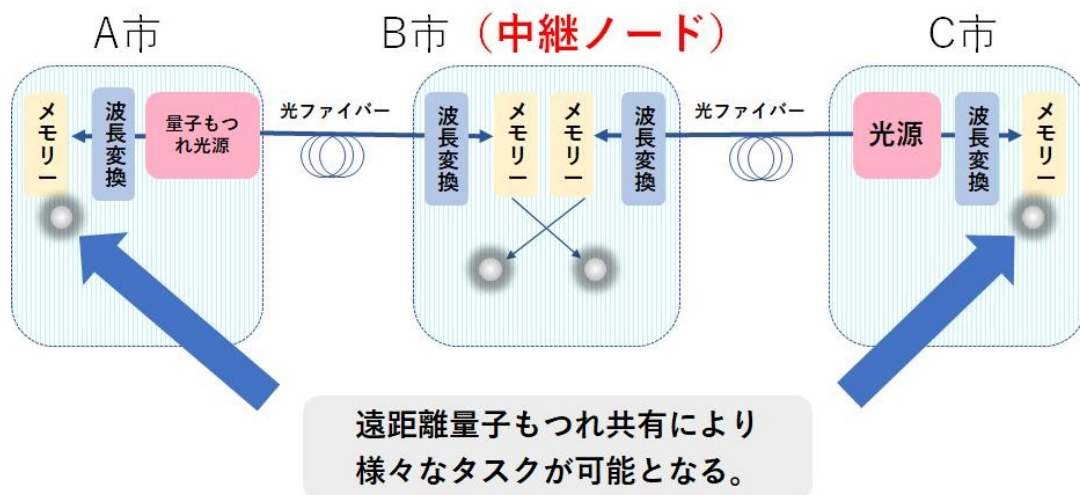 A市
B市（中継ノード）
C市
メモリー
波長変換
量子もつ
れ光源
光ファイバー
波長変換
メモリー
メモリー
波長変換
光ファイバー
光源
波長変換
メモリー
遠距離量子もつれ共有により
様々なタスクが可能となる。